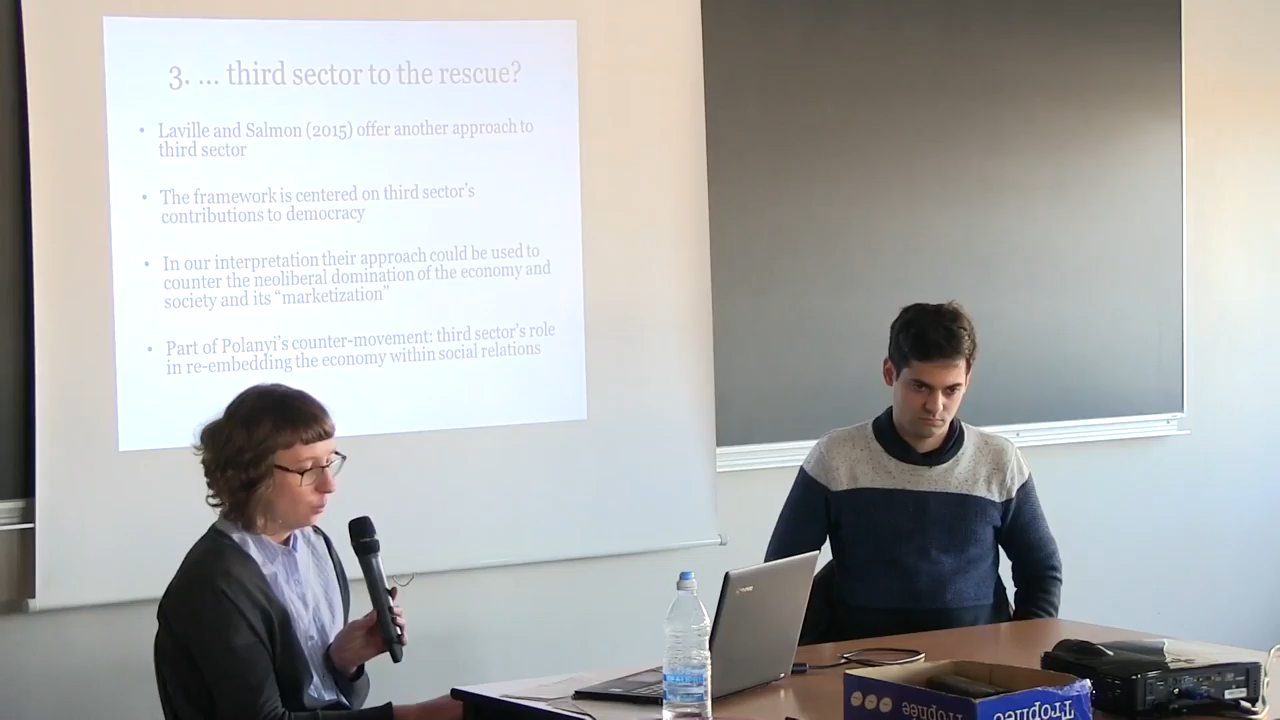 3. ... third sector to the rescue?
• Laville and Salmon (2015) offer another approach to
third sector
• The framework is centered on third sector's
contributions to democracy
• In our interpretation their approach could be used to
counter the neoliberal domination of the economy and
society and its “marketization”
• Part of Polanyi's counter-movement: third sector's role
in re-embedding the economy within social relations
Trophée
Trophée